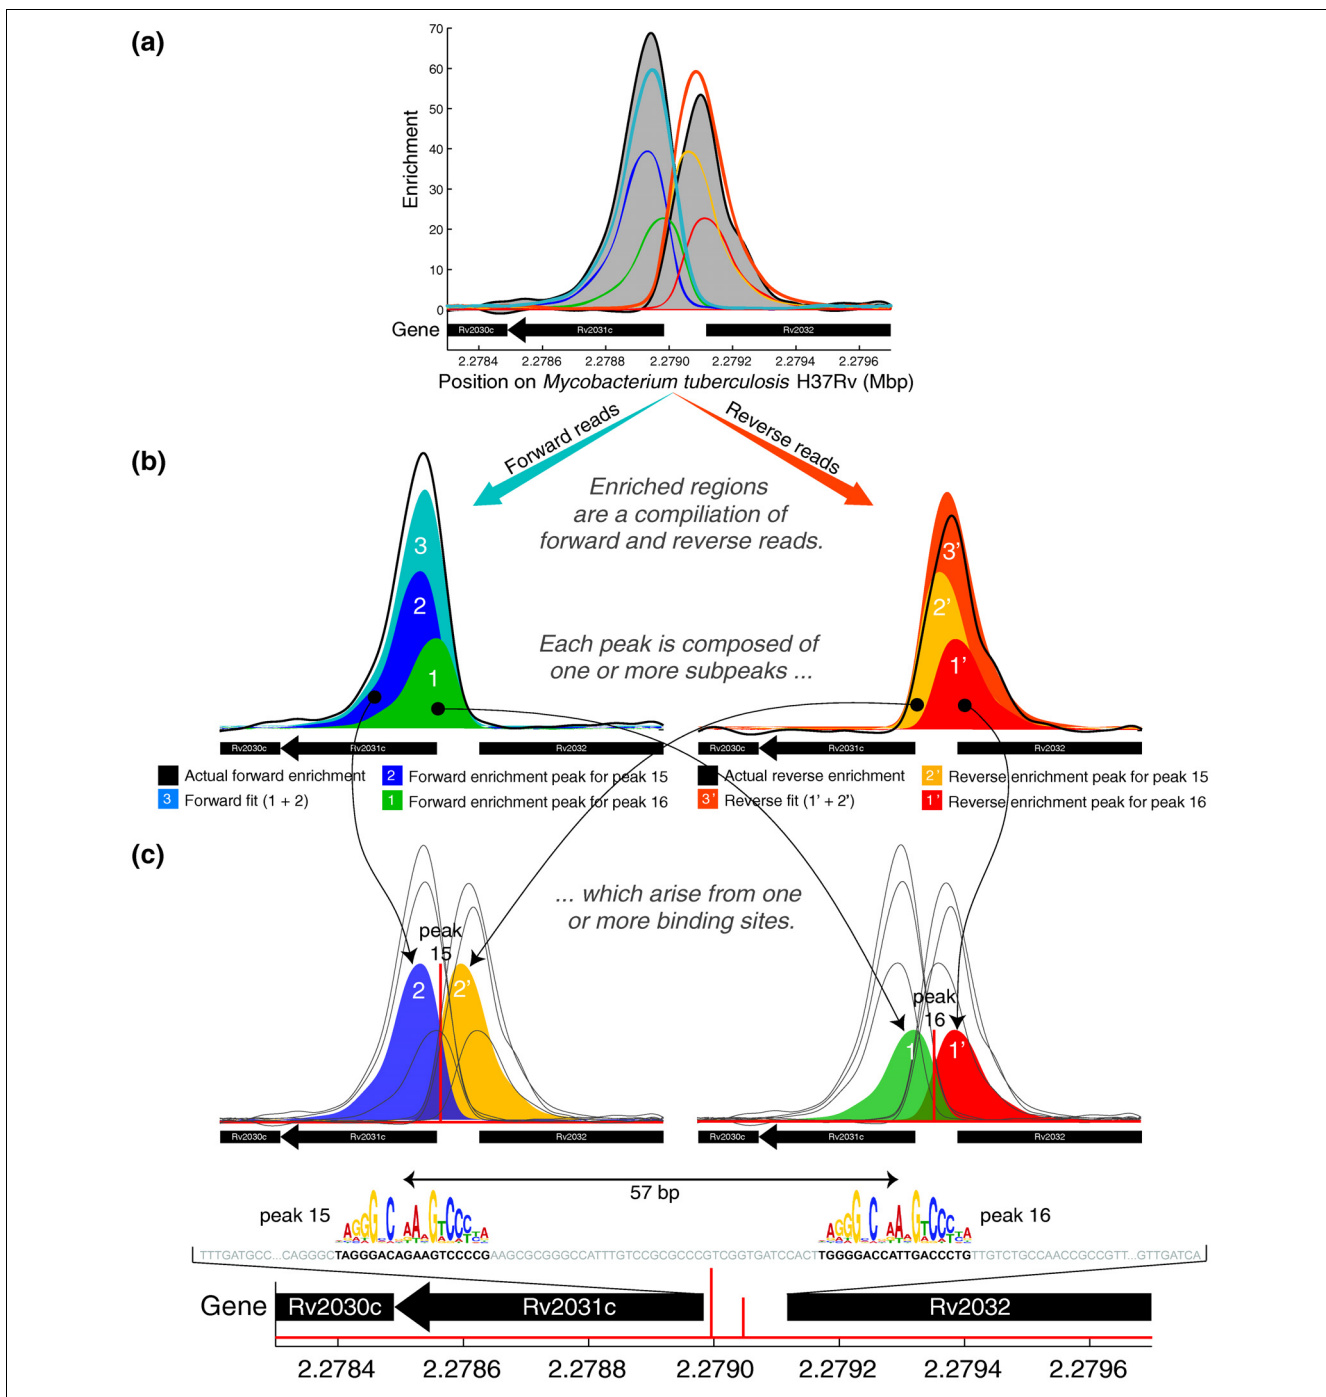 (a)
70
60
50
40
30
20
10
0
Enrichment
Gene
Rv2030c
Rv2031c
Rv2032
2.2784 2.2786 2.2788 2.2790 2.2792 2.2794 2.2796
Position on Mycobacterium tuberculosis H37Rv (Mbp)
Forward reads
Reverse reads
(b)
Enriched regions
are a compiliation of
forward and reverse reads.
3
2
1
3'
2'
1'
Each peak is composed of
one or more subpeaks ...
Rv2030c Rv2031c Rv2032
Rv2030c Rv2031c Rv2032
Actual forward enrichment
2 Forward enrichment peak for peak 15
3 Forward fit (1 + 2)
1 Forward enrichment peak for peak 16
Actual reverse enrichment
2' Reverse enrichment peak for peak 15
3' Reverse fit (1' + 2')
1' Reverse enrichment peak for peak 16
(c)
... which arise from one
or more binding sites.
peak
15
2
2'
peak
16
1
1'
Rv2030c Rv2031c Rv2032
Rv2030c Rv2031c Rv2032
57 bp
peak 15
peak 16
TTTGATGCC...CAGGGCTAGGGACAGAAGTCCCCGAAGCGCGGGCCATTTGTCCGCGCCCGTCGGTGATCCACTTGGGGACCATTGACCCTGTTGTCTGCCAACCGCCGTT...GTTGATCA
Gene
Rv2030c
Rv2031c
Rv2032
2.2784 2.2786 2.2788 2.2790 2.2792 2.2794 2.2796